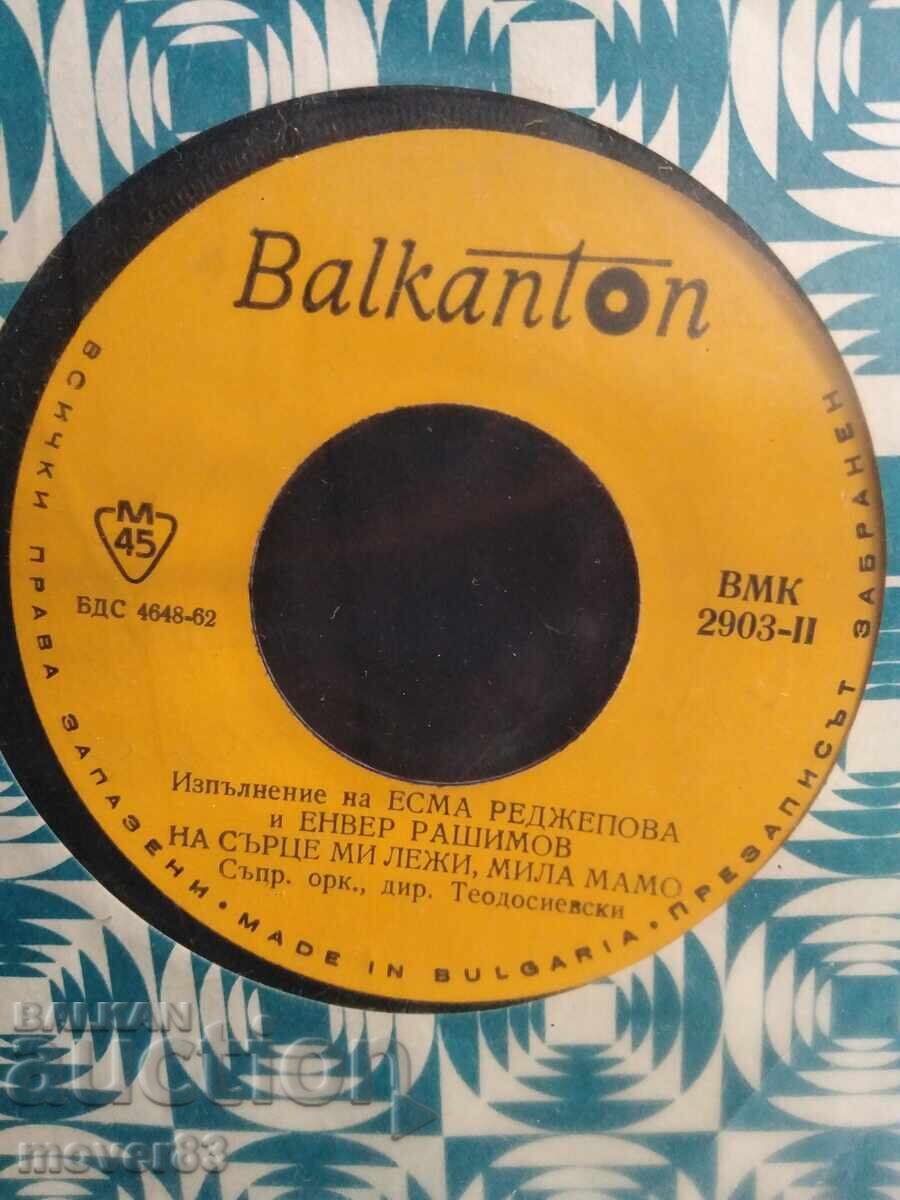 Balkanton
ВСИЧКИ ПРАВА ЗАПАЗЕНИ • MADE IN BULGARIA • ПРЕЗАПИСЪТ ЗАБРАНЕН
M
45
БДС 4648-62
ВМК
2903-II
Изпълнение на ЕСМА РЕДЖЕПОВА
и ЕНВЕР РАШИМОВ
НА СЪРЦЕ МИ ЛЕЖИ, МИЛА МАМО
Съпр. орк., дир. Теодосиевски
BALKAN
auction
mover83